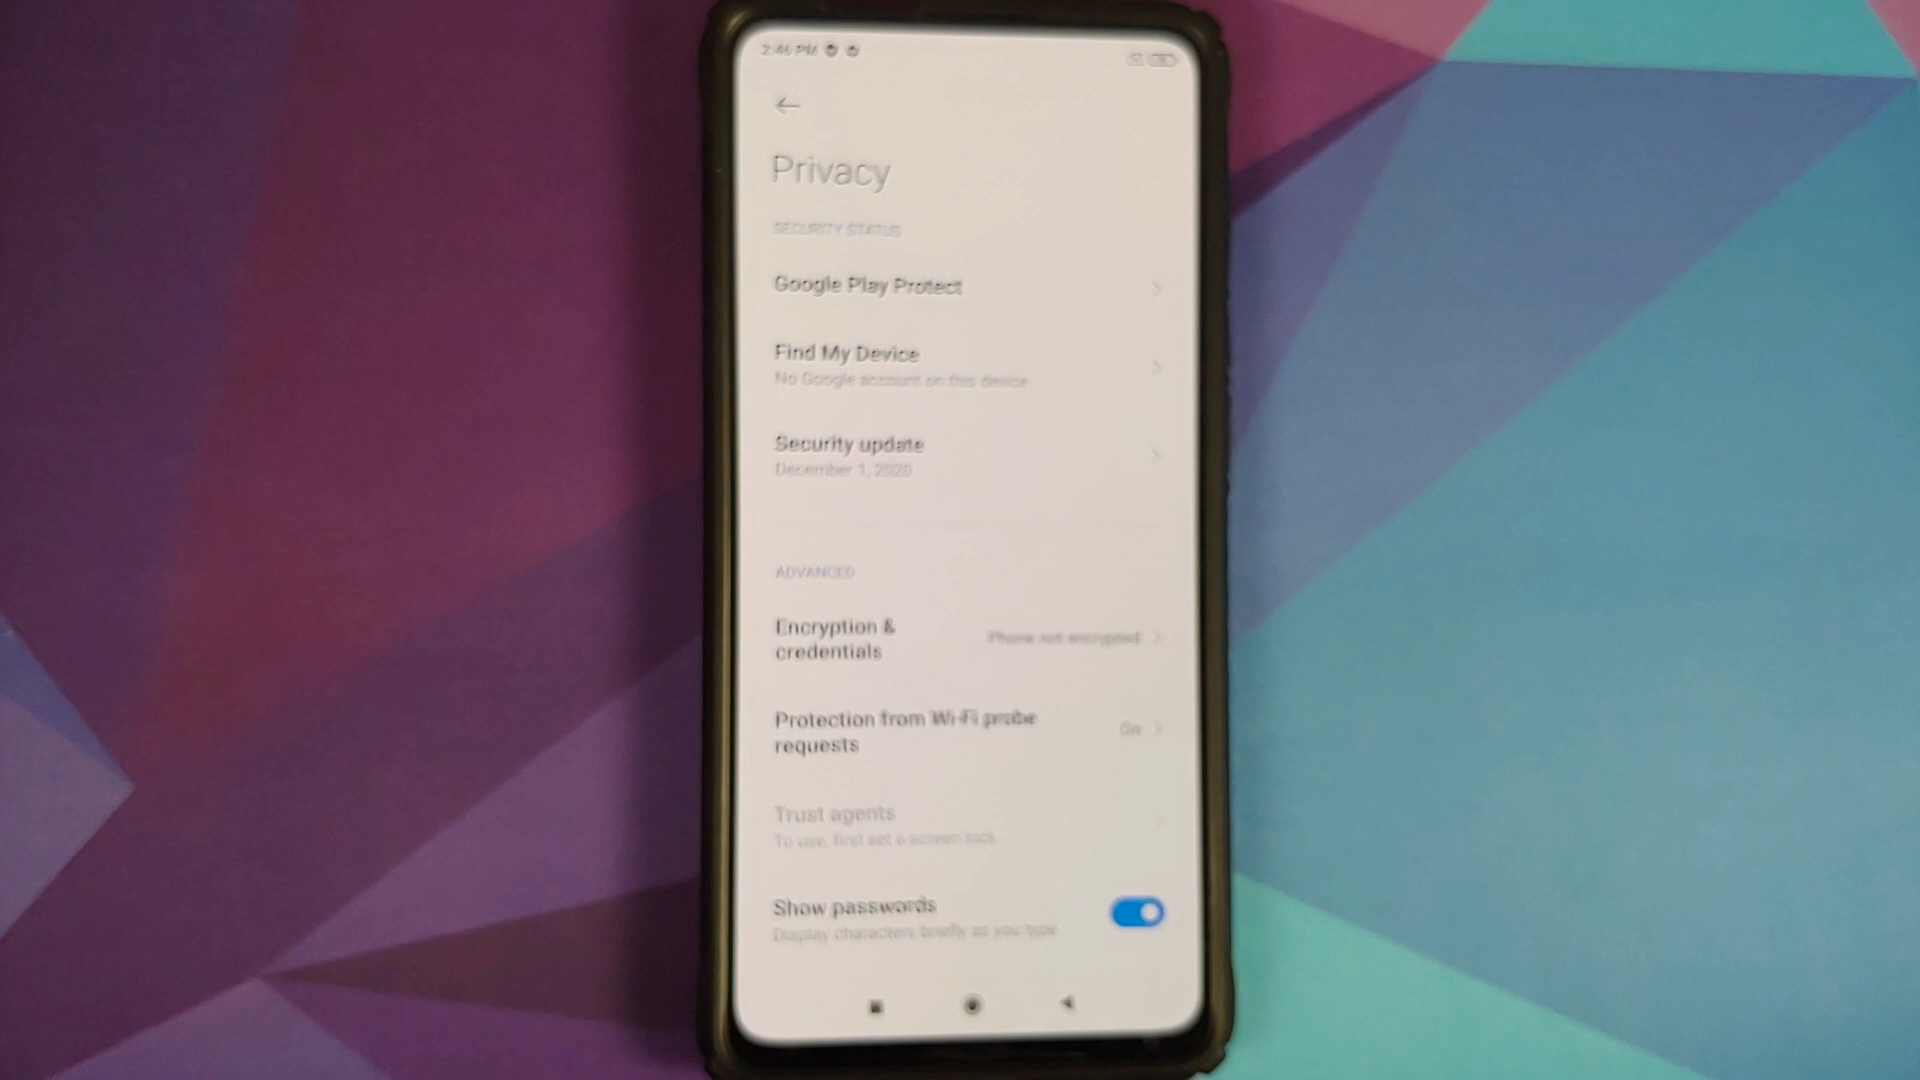 2:46 PM
Privacy
SECURITY STATUS
Google Play Protect
Find My Device
No Google account on this device
Security update
December 1, 2020
ADVANCED
Encryption &
credentials
Phone not encrypted
Protection from Wi-Fi probe
requests
On
Trust agents
To use, first set a screen lock
Show passwords
Display characters briefly as you type